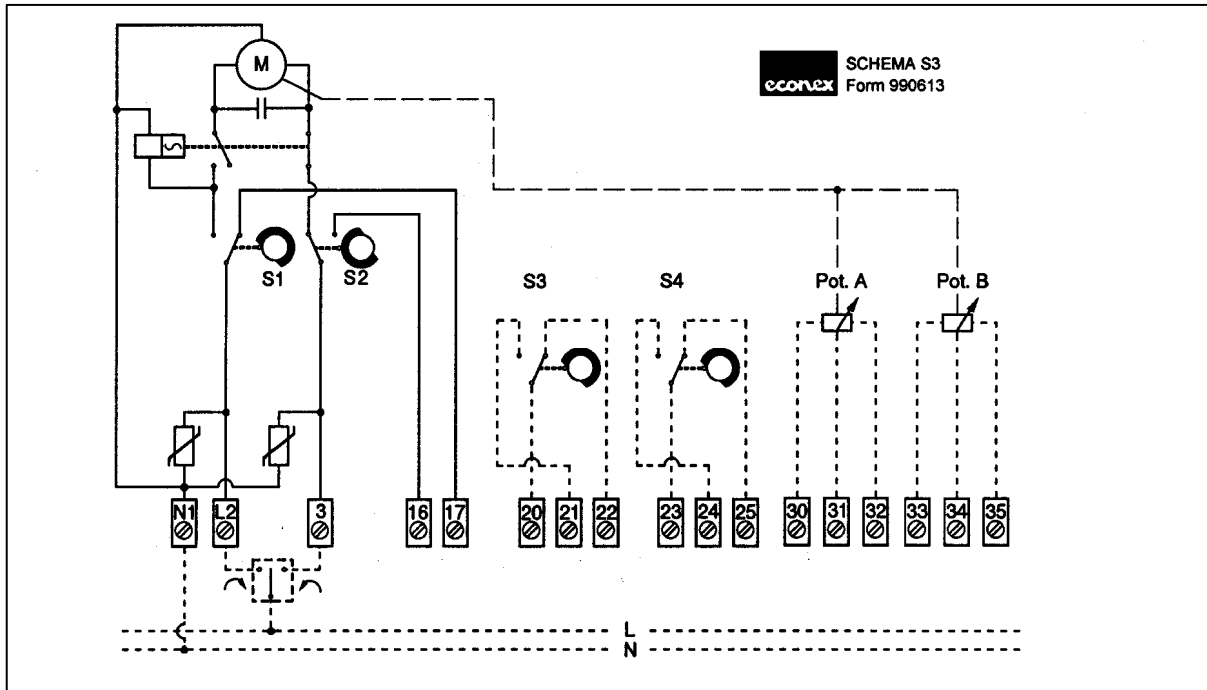 M
econex
SCHEMA S3
Form 990613
S1
S2
S3
S4
Pot. A
Pot. B
N1
L2
3
16
17
20
21
22
23
24
25
30
31
32
33
34
35
L
N